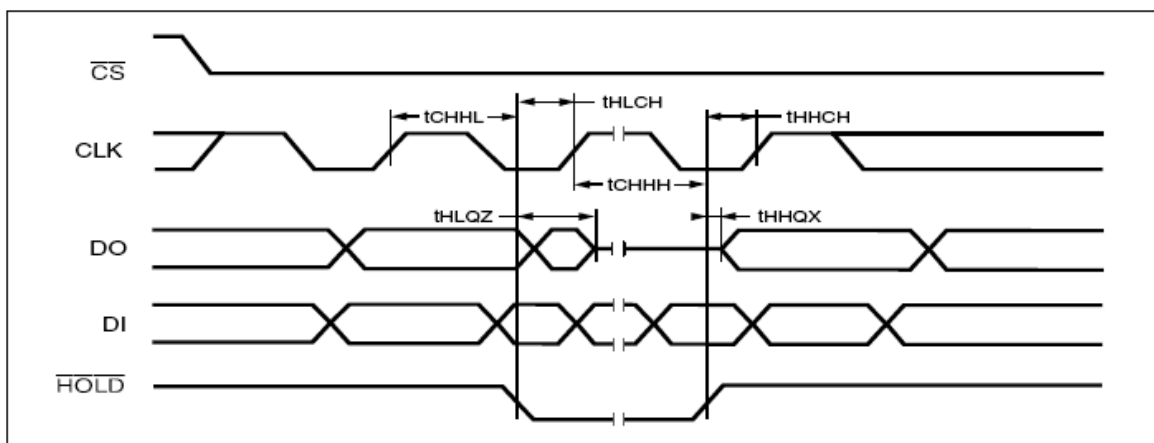 CS
tHLCH
tCHHL
tHHCH
CLK
tCHHH
tHLQZ
tHHQX
DO
DI
HOLD